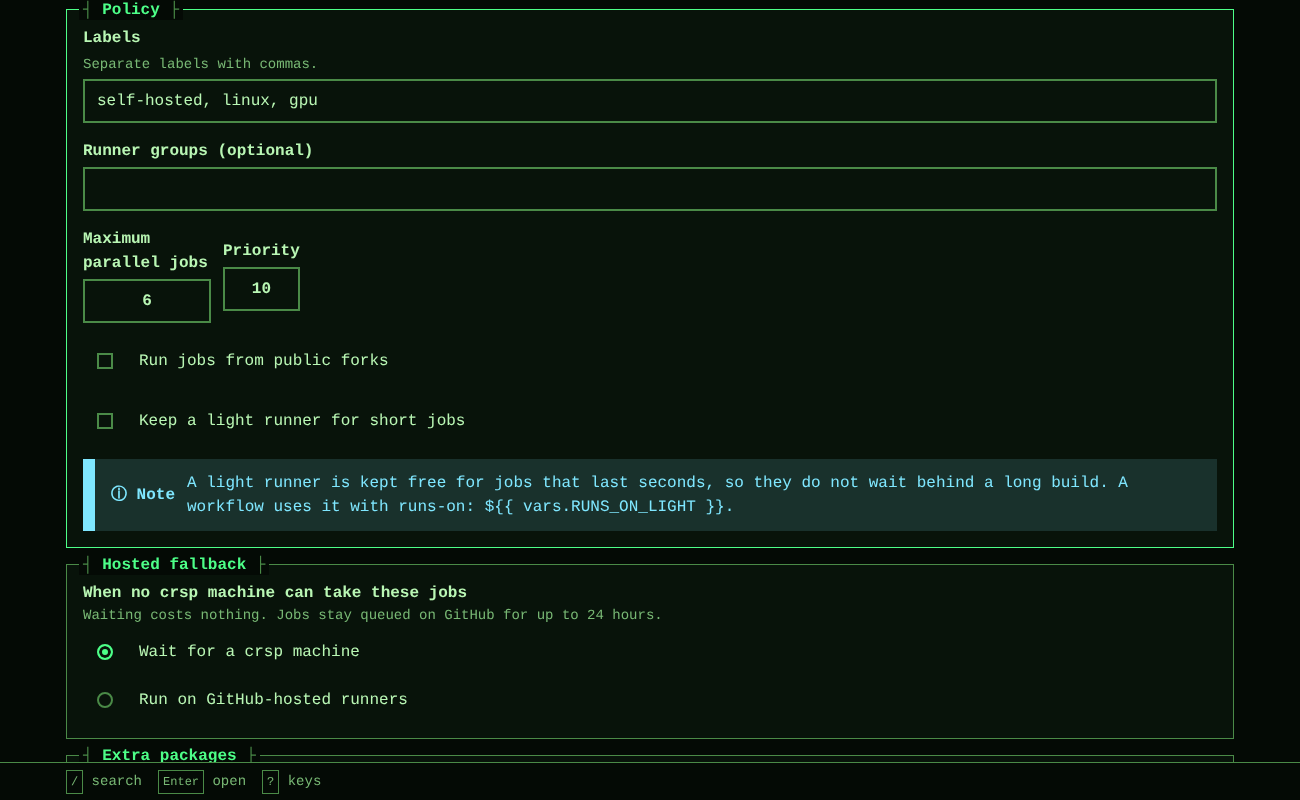 Policy
Labels
Separate labels with commas.
self-hosted, linux, gpu
Runner groups (optional)
Maximum
parallel jobs
Priority
6
10
Run jobs from public forks
Keep a light runner for short jobs
ⓘ Note
A light runner is kept free for jobs that last seconds, so they do not wait behind a long build. A
workflow uses it with runs-on: ${{ vars.RUNS_ON_LIGHT }}.
Hosted fallback
When no crsp machine can take these jobs
Waiting costs nothing. Jobs stay queued on GitHub for up to 24 hours.
Wait for a crsp machine
Run on GitHub-hosted runners
Extra packages
/ search Enter open ? keys